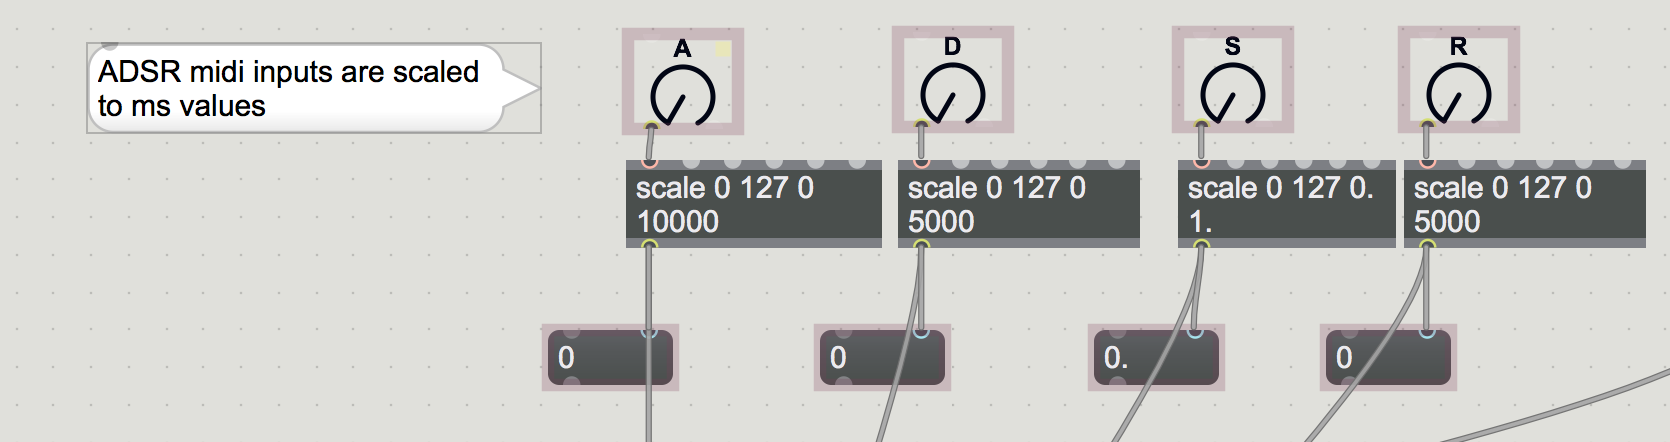 ADSR midi inputs are scaled
to ms values
A
D
S
R
scale 0 127 0
10000
scale 0 127 0
5000
scale 0 127 0.
1.
scale 0 127 0
5000
0
0
0.
0